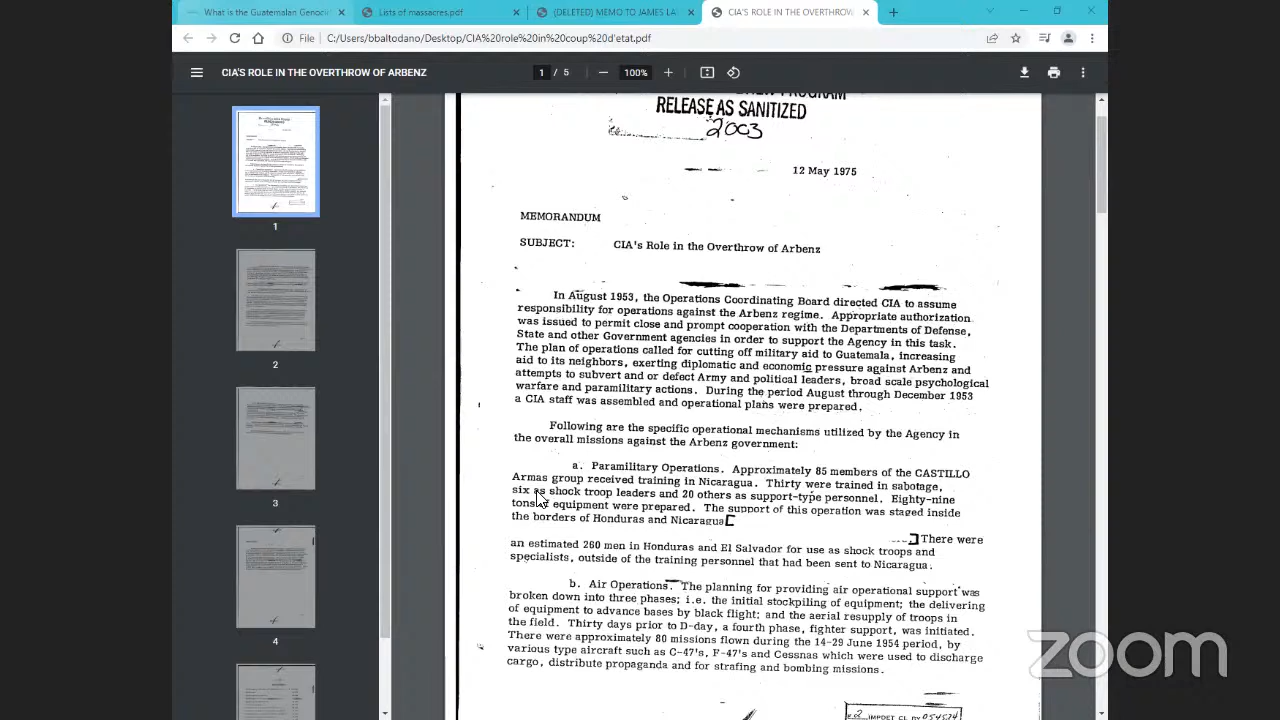 What is the Guatemalan Genocid
Lists of massacres.pdf
(DELETED) MEMO TO JAMES LA
CIA'S ROLE IN THE OVERTHROW
File C:/Users/bbaltodano/Desktop/CIA%20role%20in%20coup%20d'etat.pdf
CIA'S ROLE IN THE OVERTHROW OF ARBENZ
1 / 5
100%
PROGRAM
RELEASE AS SANITIZED
2003
12 May 1975
MEMORANDUM
SUBJECT: CIA's Role in the Overthrow of Arbenz
In August 1953, the Operations Coordinating Board directed CIA to assume
responsibility for operations against the Arbenz regime. Appropriate authorization
was issued to permit close and prompt cooperation with the Departments of Defense,
State and other Government agencies in order to support the Agency in this task.
The plan of operations called for cutting off military aid to Guatemala, increasing
aid to its neighbors, exerting diplomatic and economic pressure against Arbenz and
attempts to subvert and or defect Army and political leaders, broad scale psychological
warfare and paramilitary actions. During the period August through December 1953
a CIA staff was assembled and operational plans were prepared.
Following are the specific operational mechanisms utilized by the Agency in
the overall missions against the Arbenz government:
a. Paramilitary Operations. Approximately 85 members of the CASTILLO
Armas group received training in Nicaragua. Thirty were trained in sabotage,
six as shock troop leaders and 20 others as support-type personnel. Eighty-nine
tons of equipment were prepared. The support of this operation was staged inside
the borders of Honduras and Nicaragua[
] There were
an estimated 260 men in Honduras and El Salvador for use as shock troops and
specialists, outside of the training personnel that had been sent to Nicaragua.
b. Air Operations. The planning for providing air operational support was
broken down into three phases; i.e. the initial stockpiling of equipment; the delivering
of equipment to advance bases by black flight; and the aerial resupply of troops in
the field. Thirty days prior to D-day, a fourth phase, fighter support, was initiated.
There were approximately 80 missions flown during the 14-29 June 1954 period, by
various type aircraft such as C-47's, F-47's and Cessnas which were used to discharge
cargo, distribute propaganda and for strafing and bombing missions.
2 IMPDET CL BY 054524
1
2
3
4
zoom